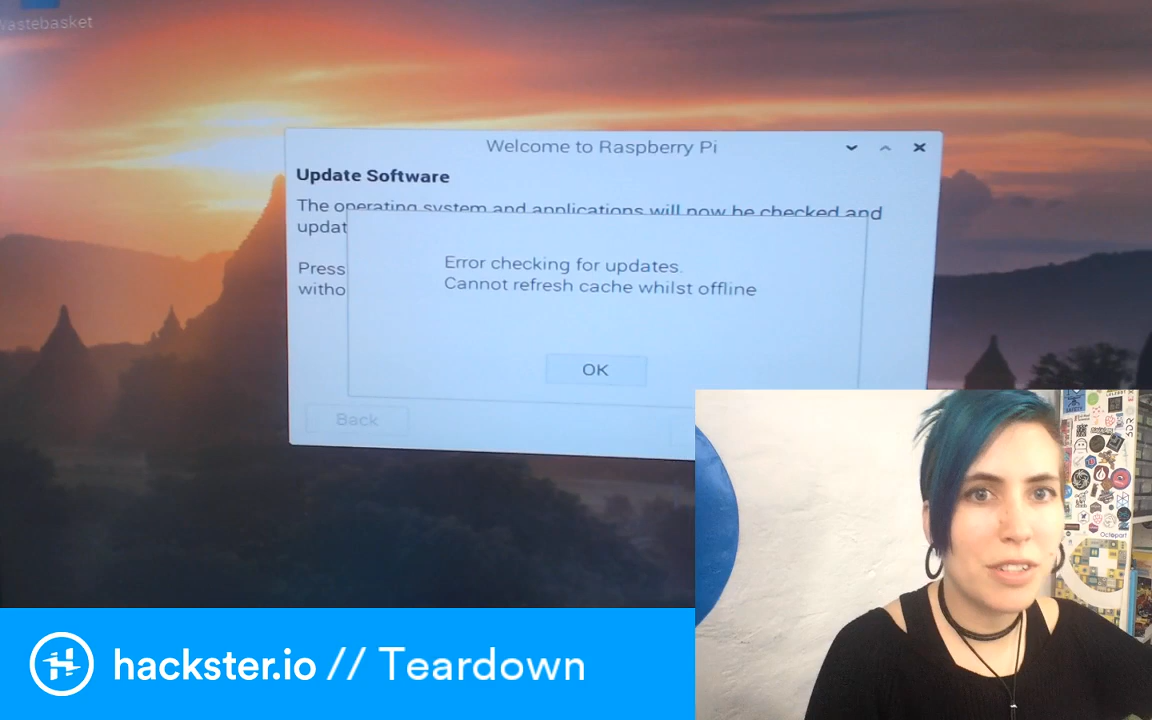 Wastebasket
Welcome to Raspberry Pi
Update Software
The operating system and applications will now be checked and
updat
Press
witho
Error checking for updates.
Cannot refresh cache whilst offline
OK
Back
hackster.io // Teardown
Octopart